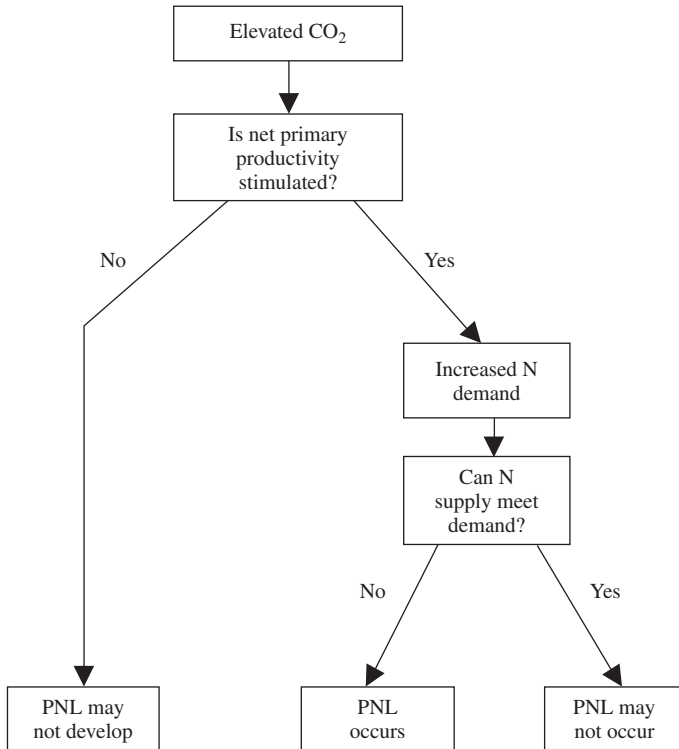 Elevated CO₂
Is net primary
productivity
stimulated?
No
Yes
Increased N
demand
Can N
supply meet
demand?
No
Yes
PNL may
not develop
PNL
occurs
PNL may
not occur